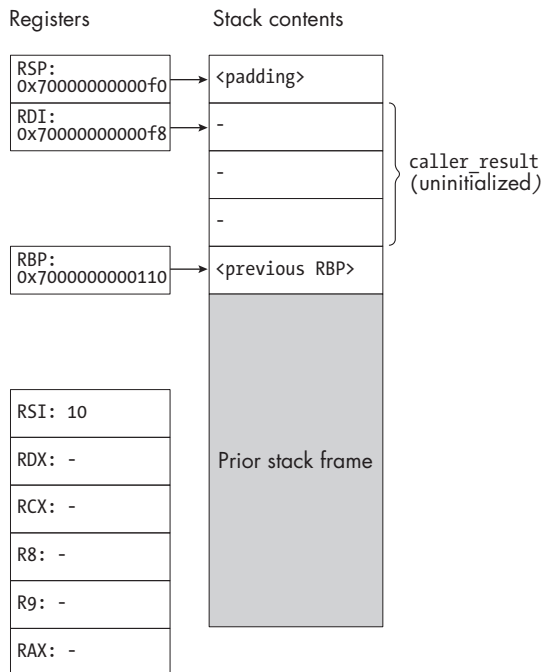 Registers
Stack contents
RSP:
0x70000000000f0
<padding>
RDI:
0x70000000000f8
-
-
-
caller_result
(uninitialized)
RBP:
0x7000000000110
<previous RBP>
RSI: 10
RDX: -
RCX: -
R8: -
R9: -
RAX: -
Prior stack frame